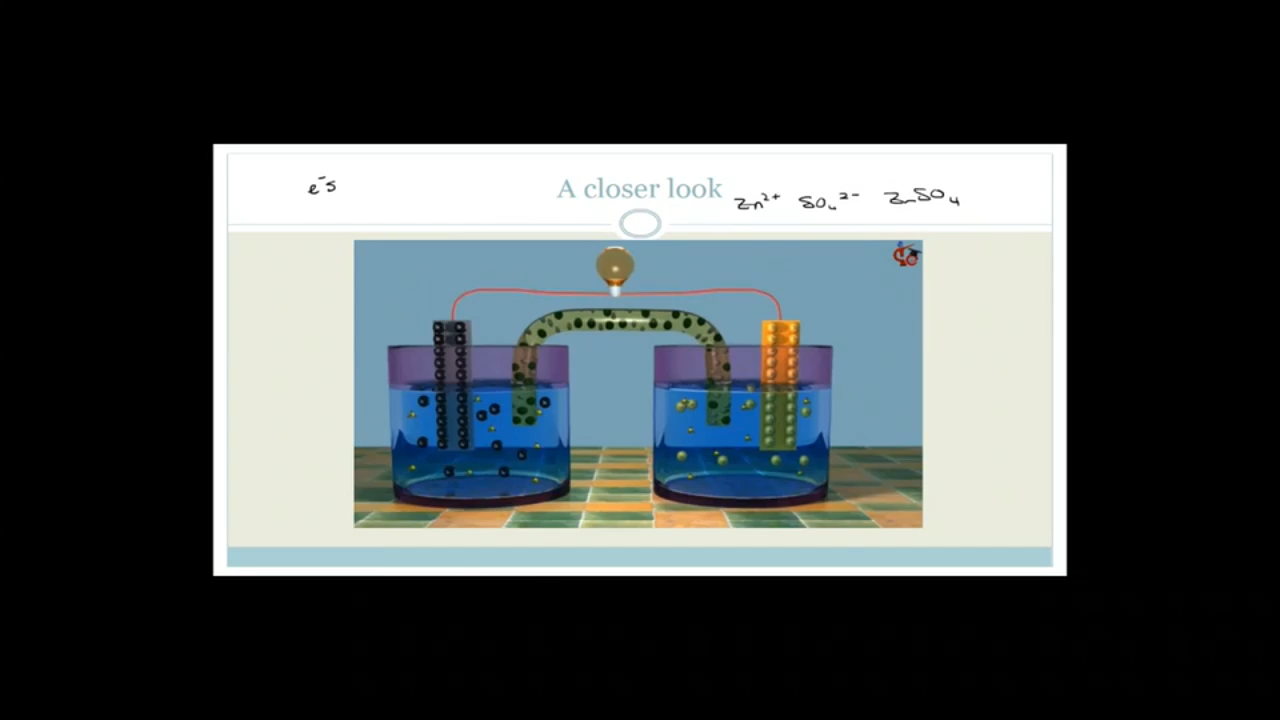 e⁻s
A closer look
Zn²⁺ SO₄²⁻ ZnSO₄